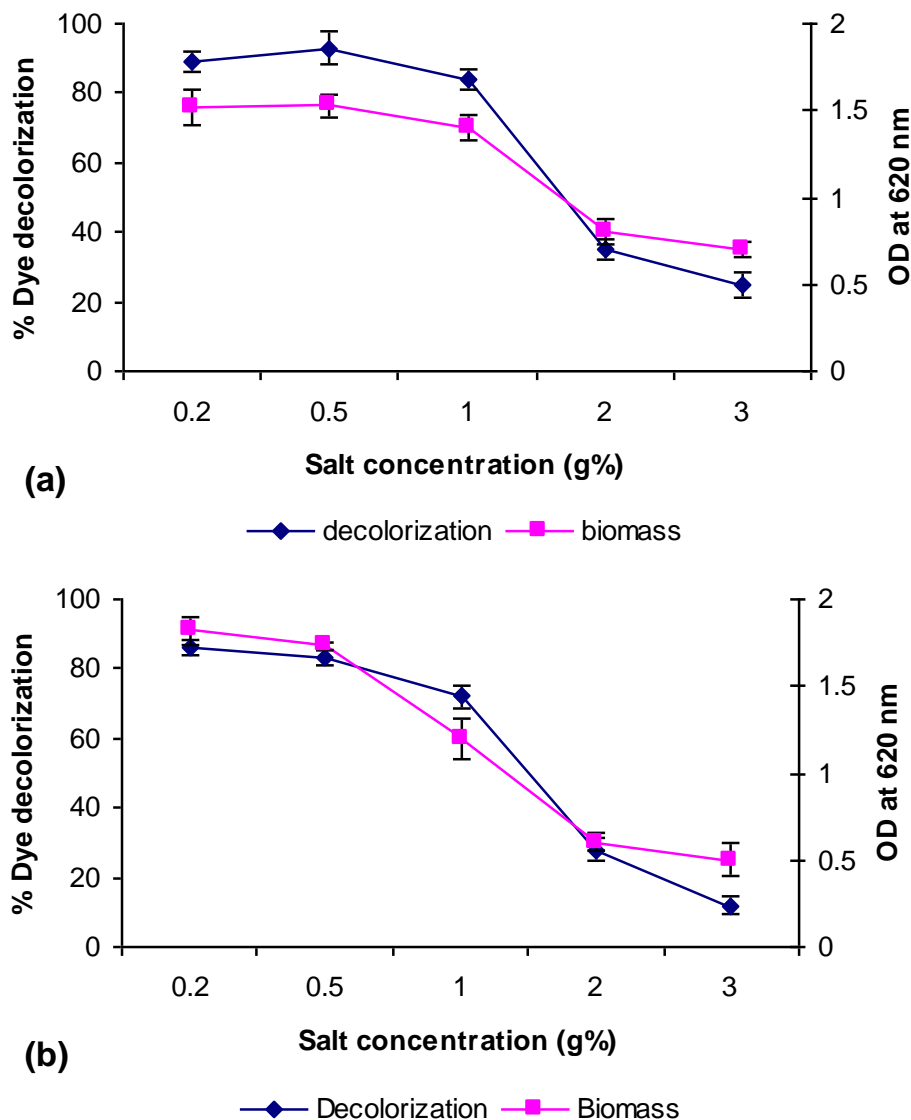 100
80
60
40
20
0
% Dye decolorization
2
1.5
1
0.5
0
OD at 620 nm
0.2 0.5 1 2 3
Salt concentration (g%)
(a)
decolorization biomass
100
80
60
40
20
0
% Dye decolorization
2
1.5
1
0.5
0
OD at 620 nm
0.2 0.5 1 2 3
Salt concentration (g%)
(b)
Decolorization Biomass